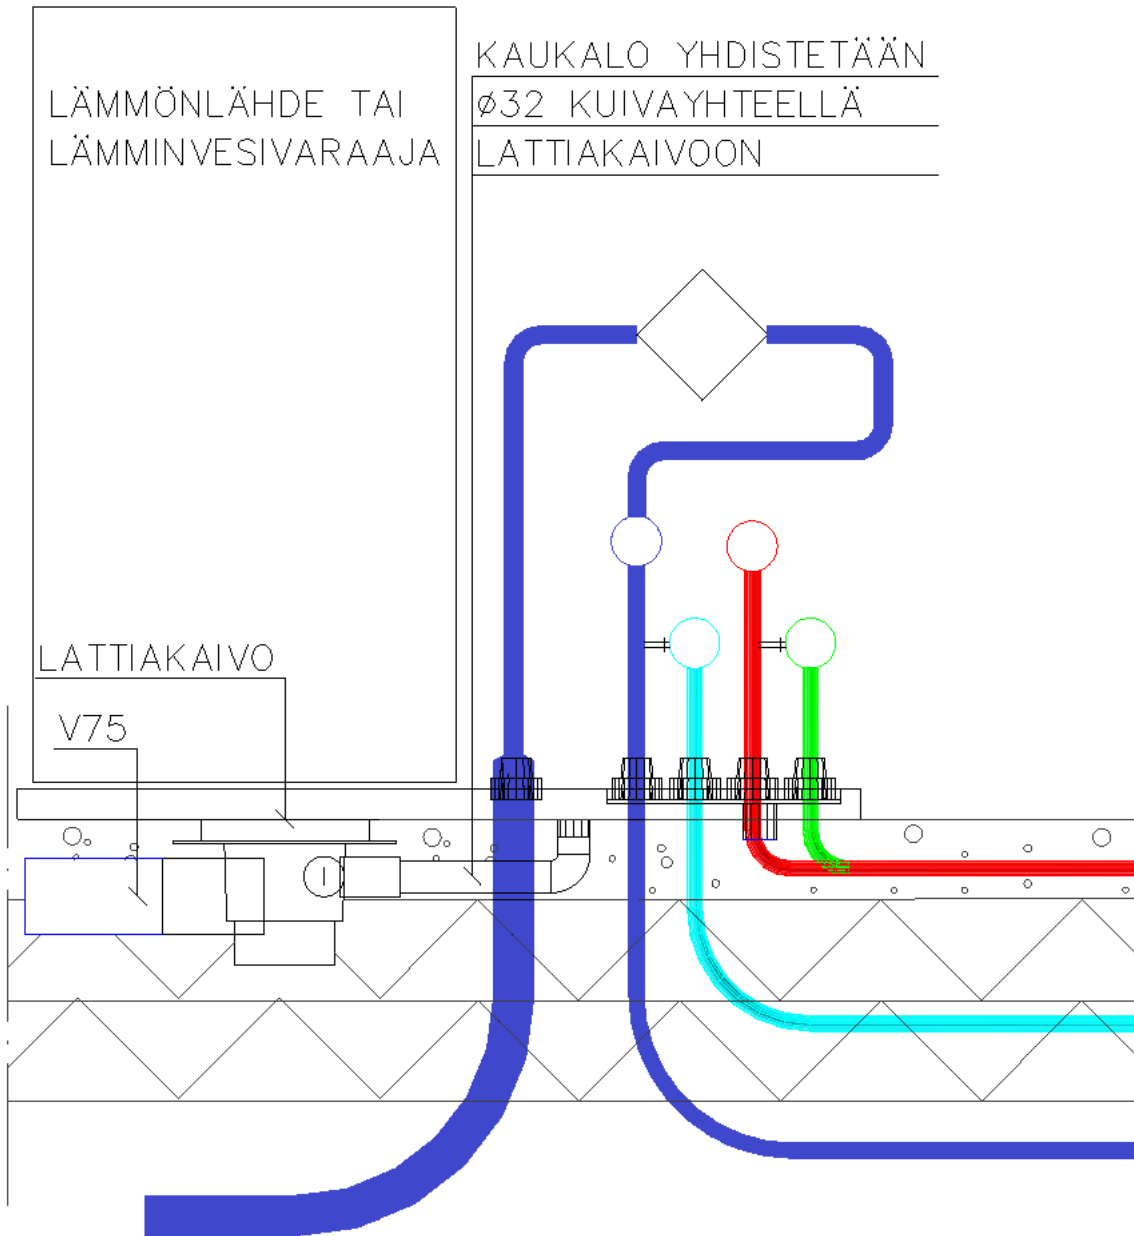 KAUKALO YHDISTETÄÄN
Ø32 KUIVAYHTEELLÄ
LATTIAKAIVOON
LÄMMÖNLÄHDE TAI
LÄMMINVESIVARAAJA
LATTIAKAIVO
V75